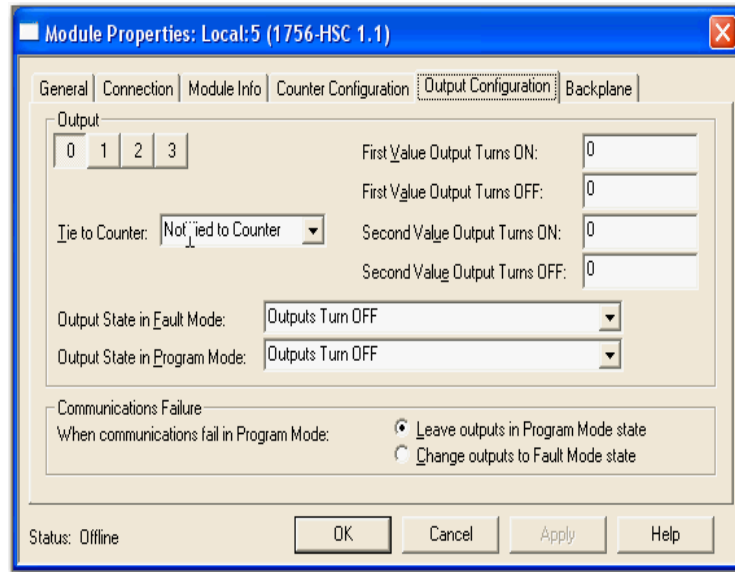 Module Properties: Local:5 (1756-HSC 1.1)
General Connection Module Info Counter Configuration Output Configuration Backplane
Output
0 1 2 3
First Value Output Turns ON: 0
First Value Output Turns OFF: 0
Tie to Counter: Not Tied to Counter
Second Value Output Turns ON: 0
Second Value Output Turns OFF: 0
Output State in Fault Mode: Outputs Turn OFF
Output State in Program Mode: Outputs Turn OFF
Communications Failure
When communications fail in Program Mode:
Leave outputs in Program Mode state
Change outputs to Fault Mode state
Status: Offline
OK Cancel Apply Help